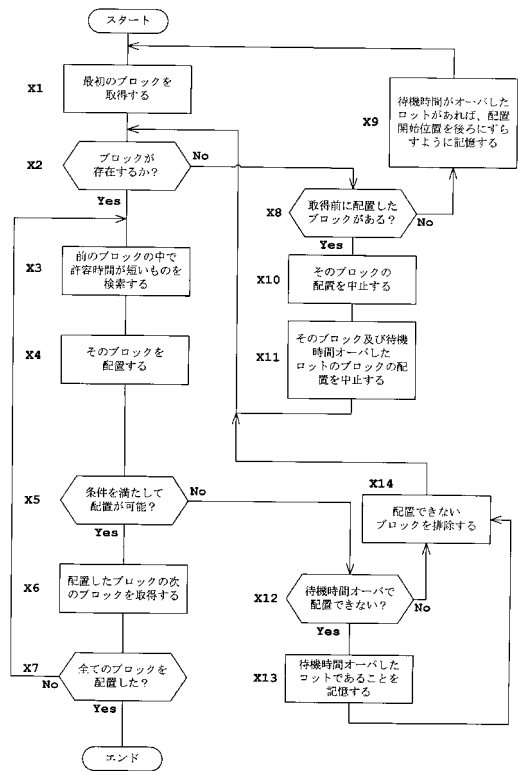 スタート
X1
最初のブロックを
取得する
X2
ブロックが
存在するか?
No
Yes
X3
前のブロックの中で
許容時間が短いものを
検索する
X4
そのブロックを
配置する
X5
条件を満たして
配置が可能?
No
Yes
X6
配置したブロックの次
のブロックを取得する
X7
全てのブロックを
配置した?
No
Yes
エンド
X8
取得前に配置した
ブロックがある?
No
Yes
X9
待機時間がオーバした
ロットがあれば、配置
開始位置を後ろにずら
すように記憶する
X10
そのブロックの
配置を中止する
X11
そのブロック及び待機
時間オーバした
ロットのブロックの配
置を中止する
X14
配置できない
ブロックを排除する
X12
待機時間オーバで
配置できない?
No
Yes
X13
待機時間オーバした
ロットであることを
記憶する